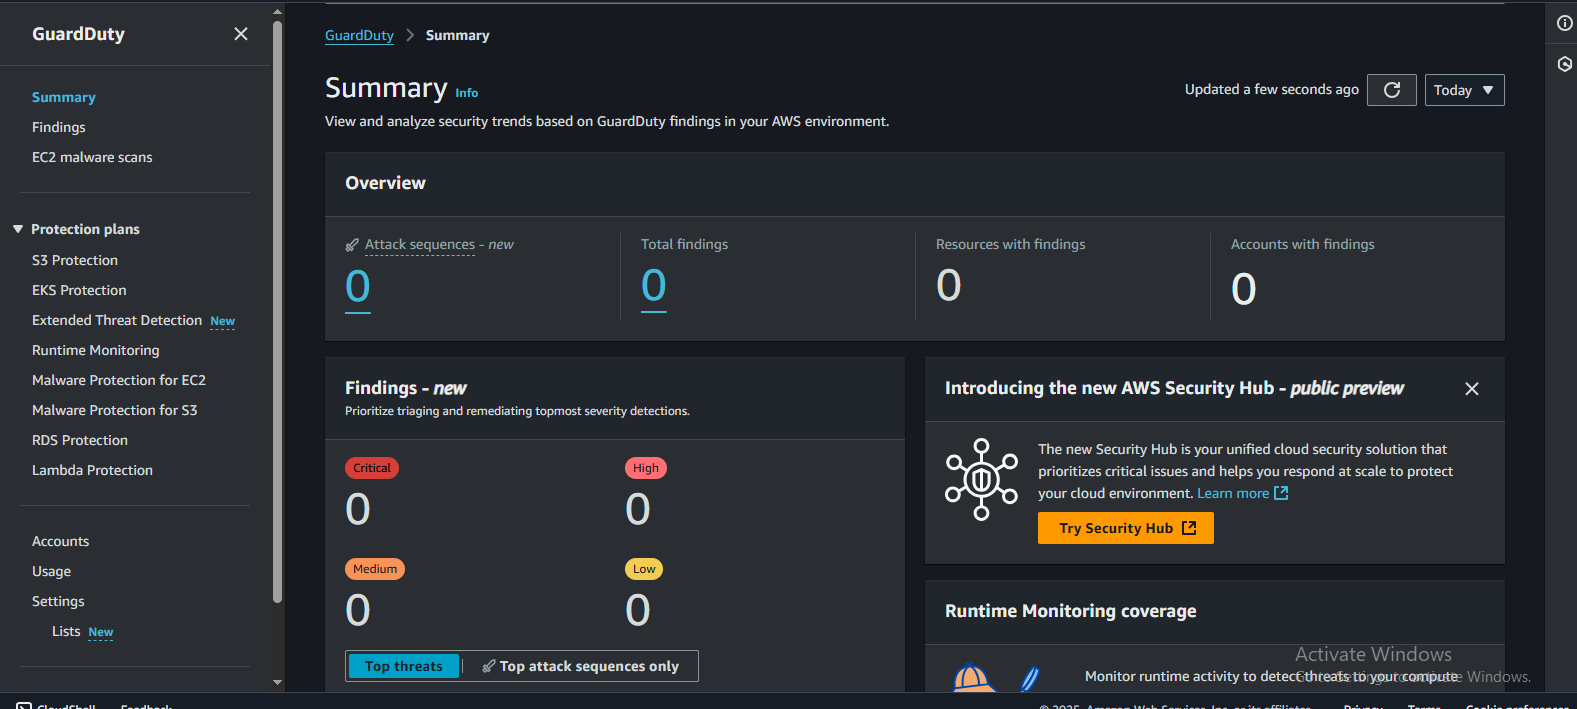 GuardDuty
Summary
Findings
EC2 malware scans
Protection plans
S3 Protection
EKS Protection
Extended Threat Detection New
Runtime Monitoring
Malware Protection for EC2
Malware Protection for S3
RDS Protection
Lambda Protection
Accounts
Usage
Settings
Lists New
GuardDuty > Summary
Summary Info
Updated a few seconds ago
Today
View and analyze security trends based on GuardDuty findings in your AWS environment.
Overview
Attack sequences - new
0
Total findings
0
Resources with findings
0
Accounts with findings
0
Findings - new
Prioritize triaging and remediating topmost severity detections.
Critical
0
High
0
Medium
0
Low
0
Top threats
Top attack sequences only
Introducing the new AWS Security Hub - public preview
The new Security Hub is your unified cloud security solution that
prioritizes critical issues and helps you respond at scale to protect
your cloud environment. Learn more
Try Security Hub
Runtime Monitoring coverage
Monitor runtime activity to detect threats to your compute
Activate Windows
Go to Settings to activate Windows.
CloudShell
Feedback
© 2025, Amazon Web Services, Inc. or its affiliates.
Privacy
Terms
Cookie preferences